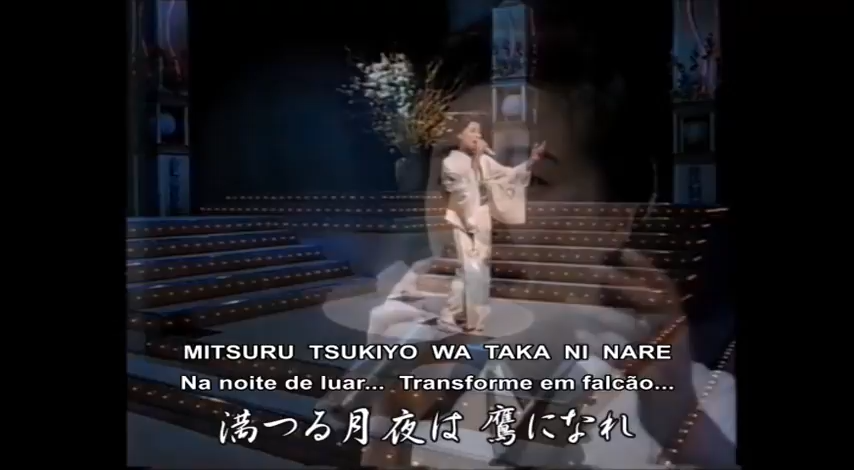 MITSURU TSUKIYO WA TAKA NI NARE
Na noite de luar... Transforme em falcão...
満つる月夜は 鷹になれ